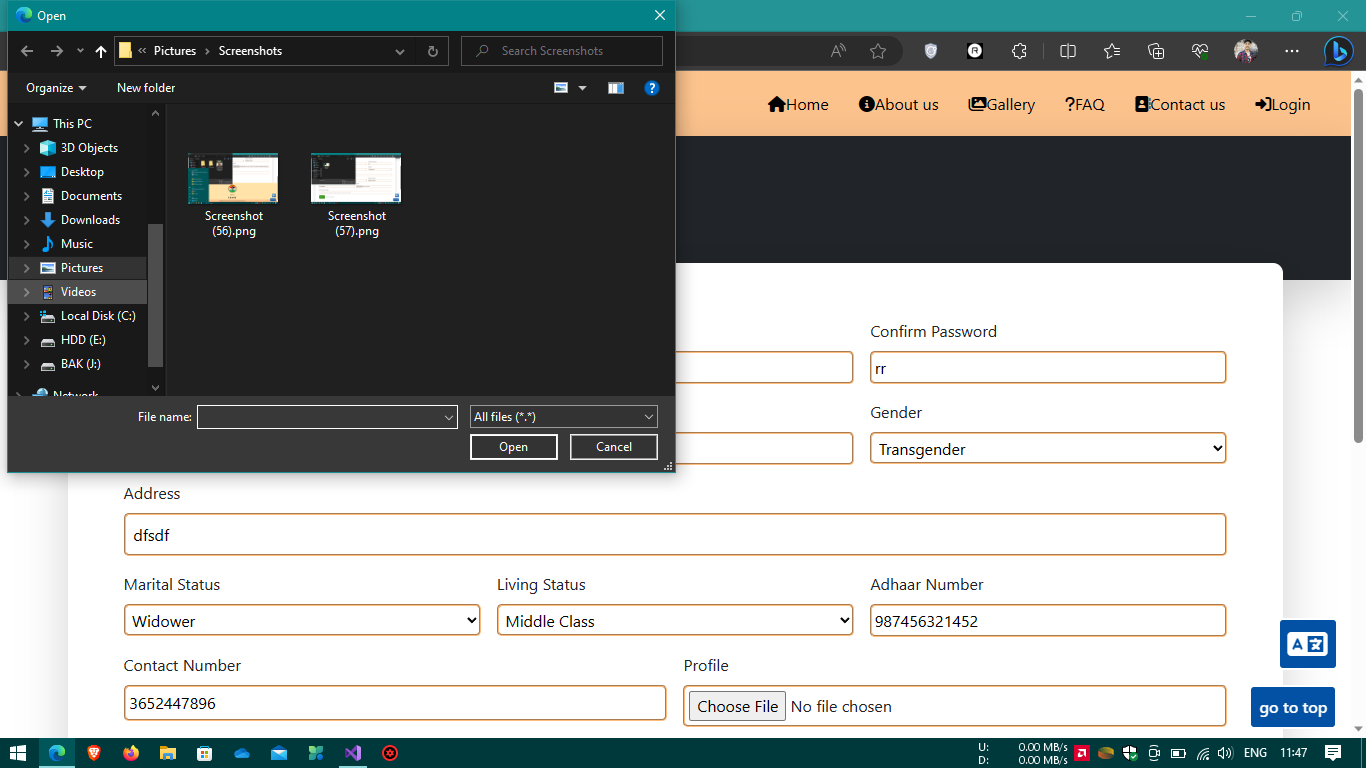 Open
Pictures
Screenshots
Search Screenshots
Organize
New folder
This PC
3D Objects
Desktop
Documents
Downloads
Music
Pictures
Videos
Local Disk (C:)
HDD (E:)
BAK (J:)
Network
Screenshot
(56).png
Screenshot
(57).png
File name:
All files (*.*)
Open
Cancel
Home
About us
Gallery
FAQ
Contact us
Login
Confirm Password
rr
Gender
Transgender
Address
dfsdf
Marital Status
Living Status
Adhaar Number
Widower
Middle Class
987456321452
Contact Number
Profile
3652447896
Choose File No file chosen
go to top
U: 0.00 MB/s
D: 0.00 MB/s
ENG
11:47